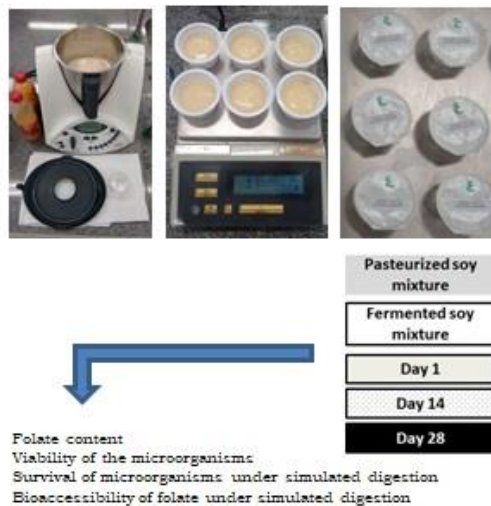 Pasteurized soy
mixture
Fermented soy
mixture
Day 1
Day 14
Day 28
Folate content
Viability of the microorganisms
Survival of microorganisms under simulated digestion
Bioaccessibility of folate under simulated digestion